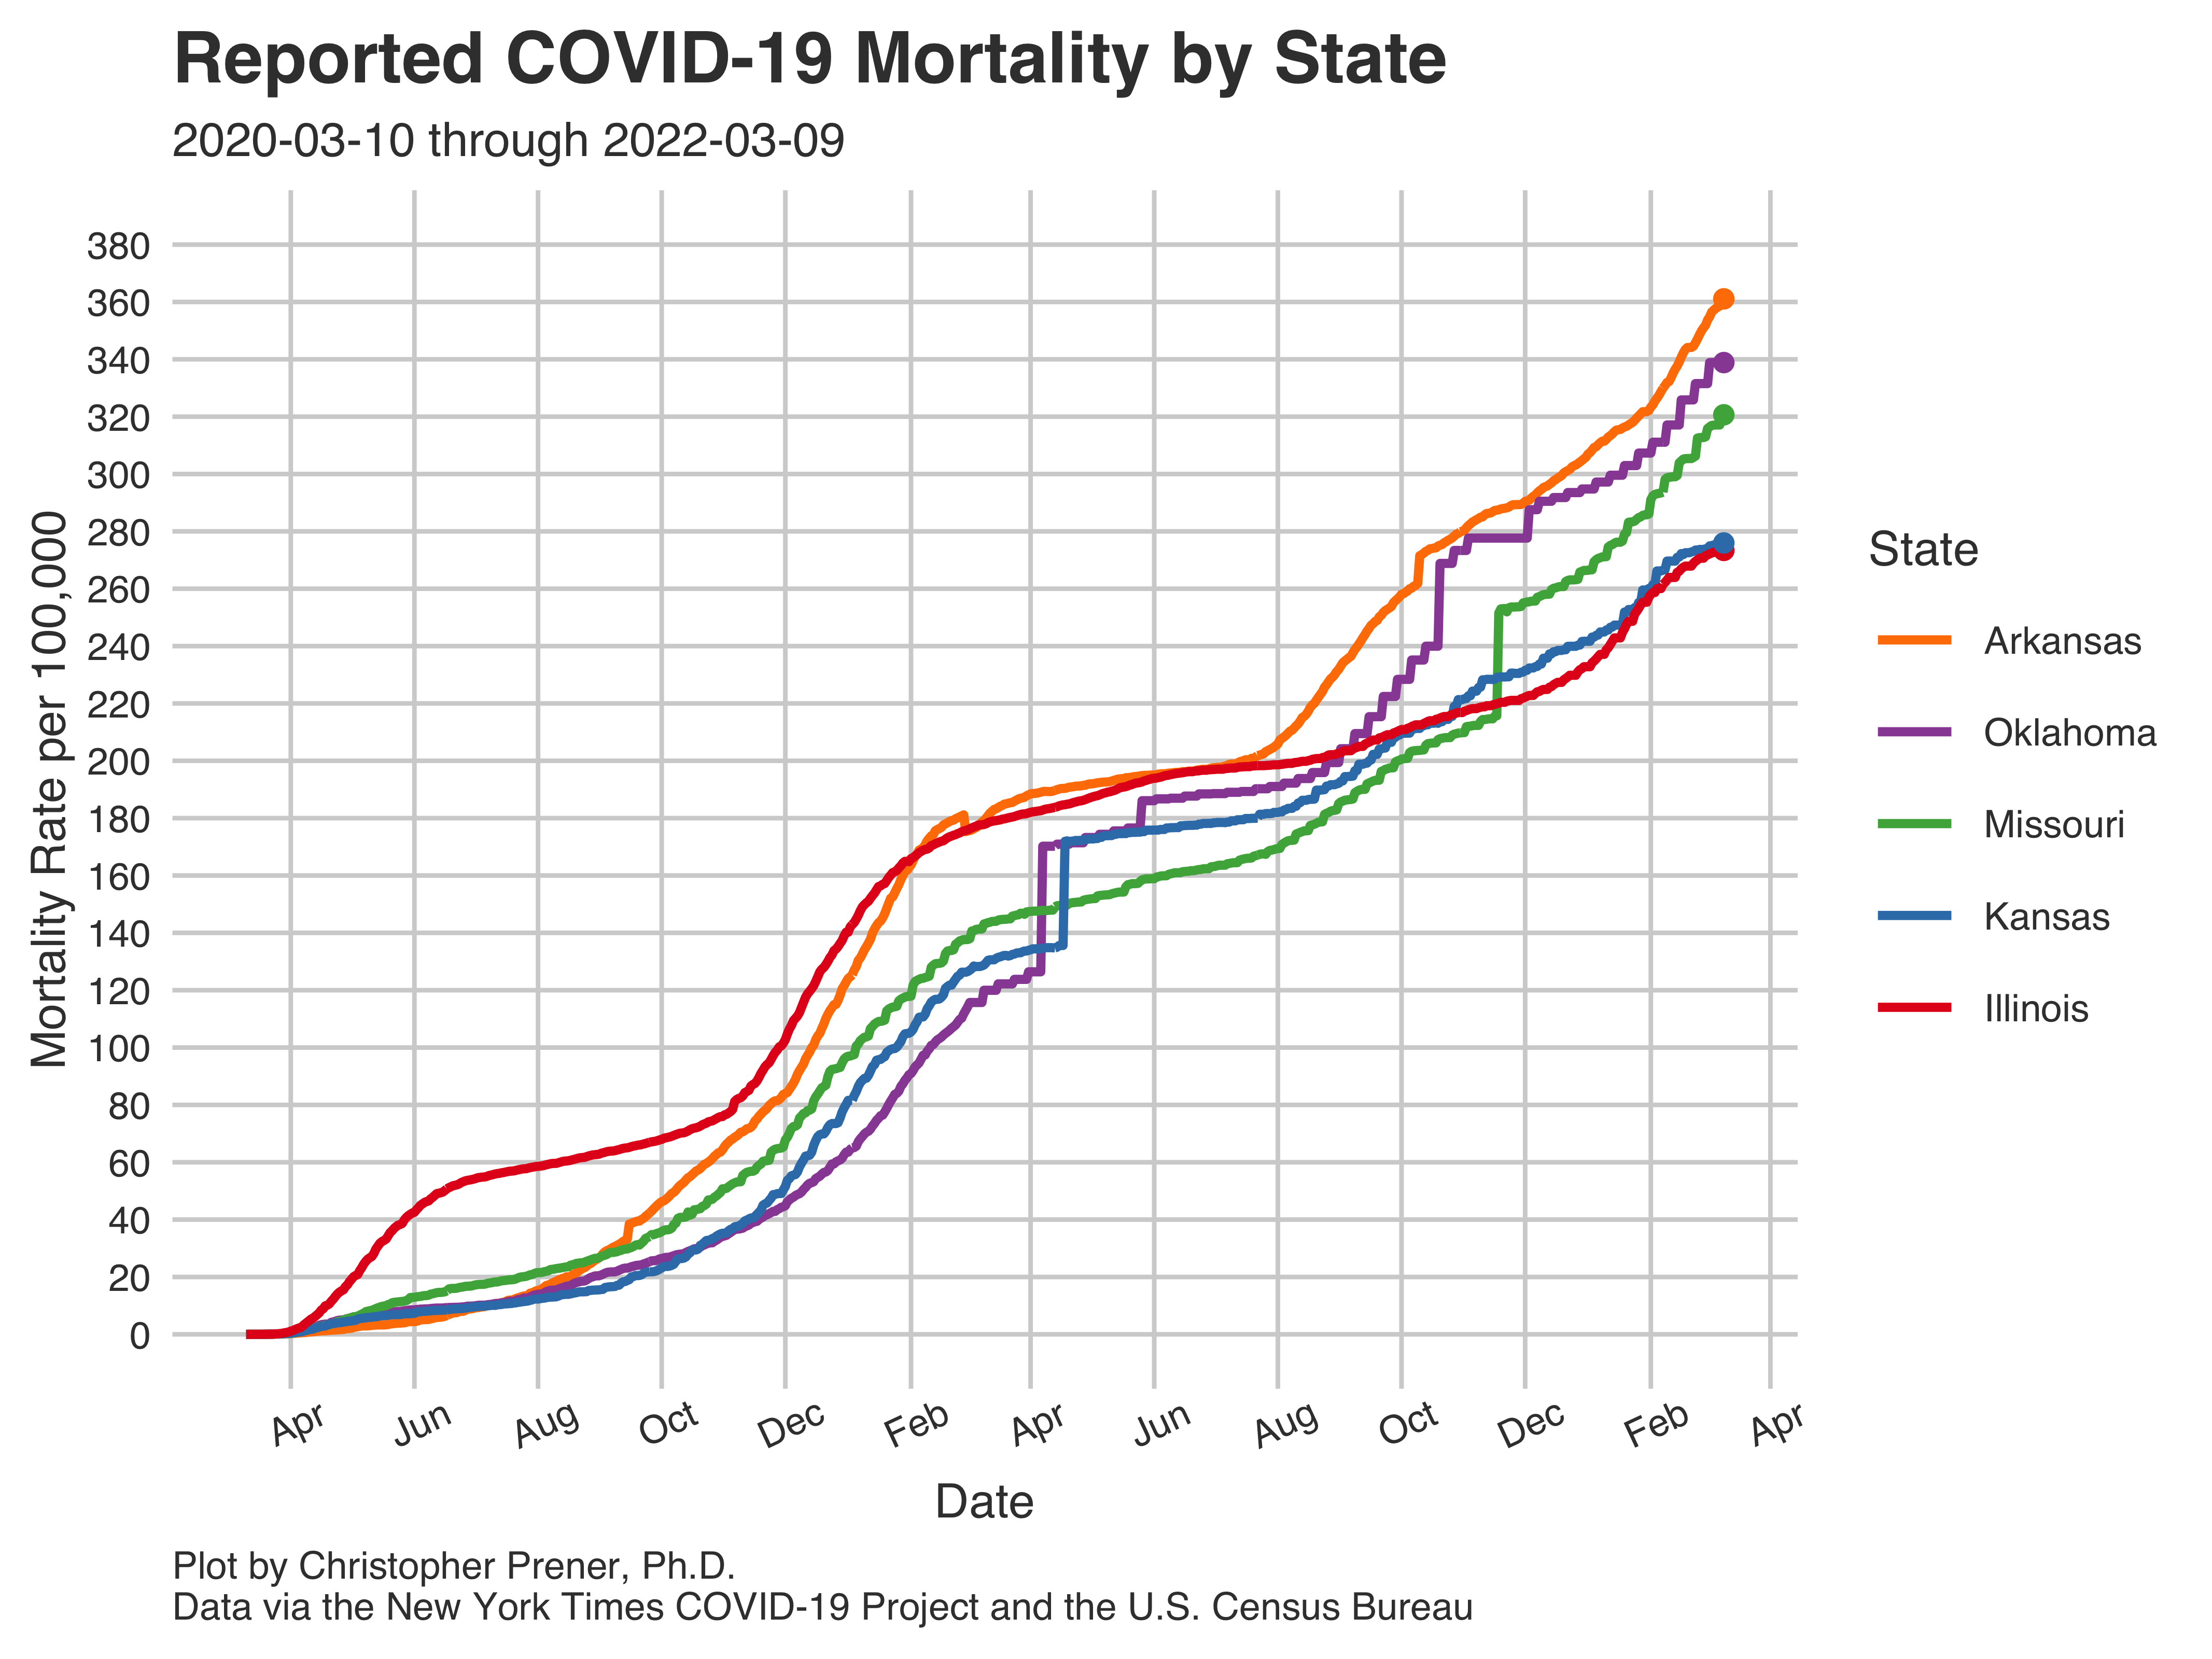 Reported COVID-19 Mortality by State
2020-03-10 through 2022-03-09
Mortality Rate per 100,000
380
360
340
320
300
280
260
240
220
200
180
160
140
120
100
80
60
40
20
0
Apr Jun Aug Oct Dec Feb Apr Jun Aug Oct Dec Feb Apr
Date
State
Arkansas
Oklahoma
Missouri
Kansas
Illinois
Plot by Christopher Prener, Ph.D.
Data via the New York Times COVID-19 Project and the U.S. Census Bureau